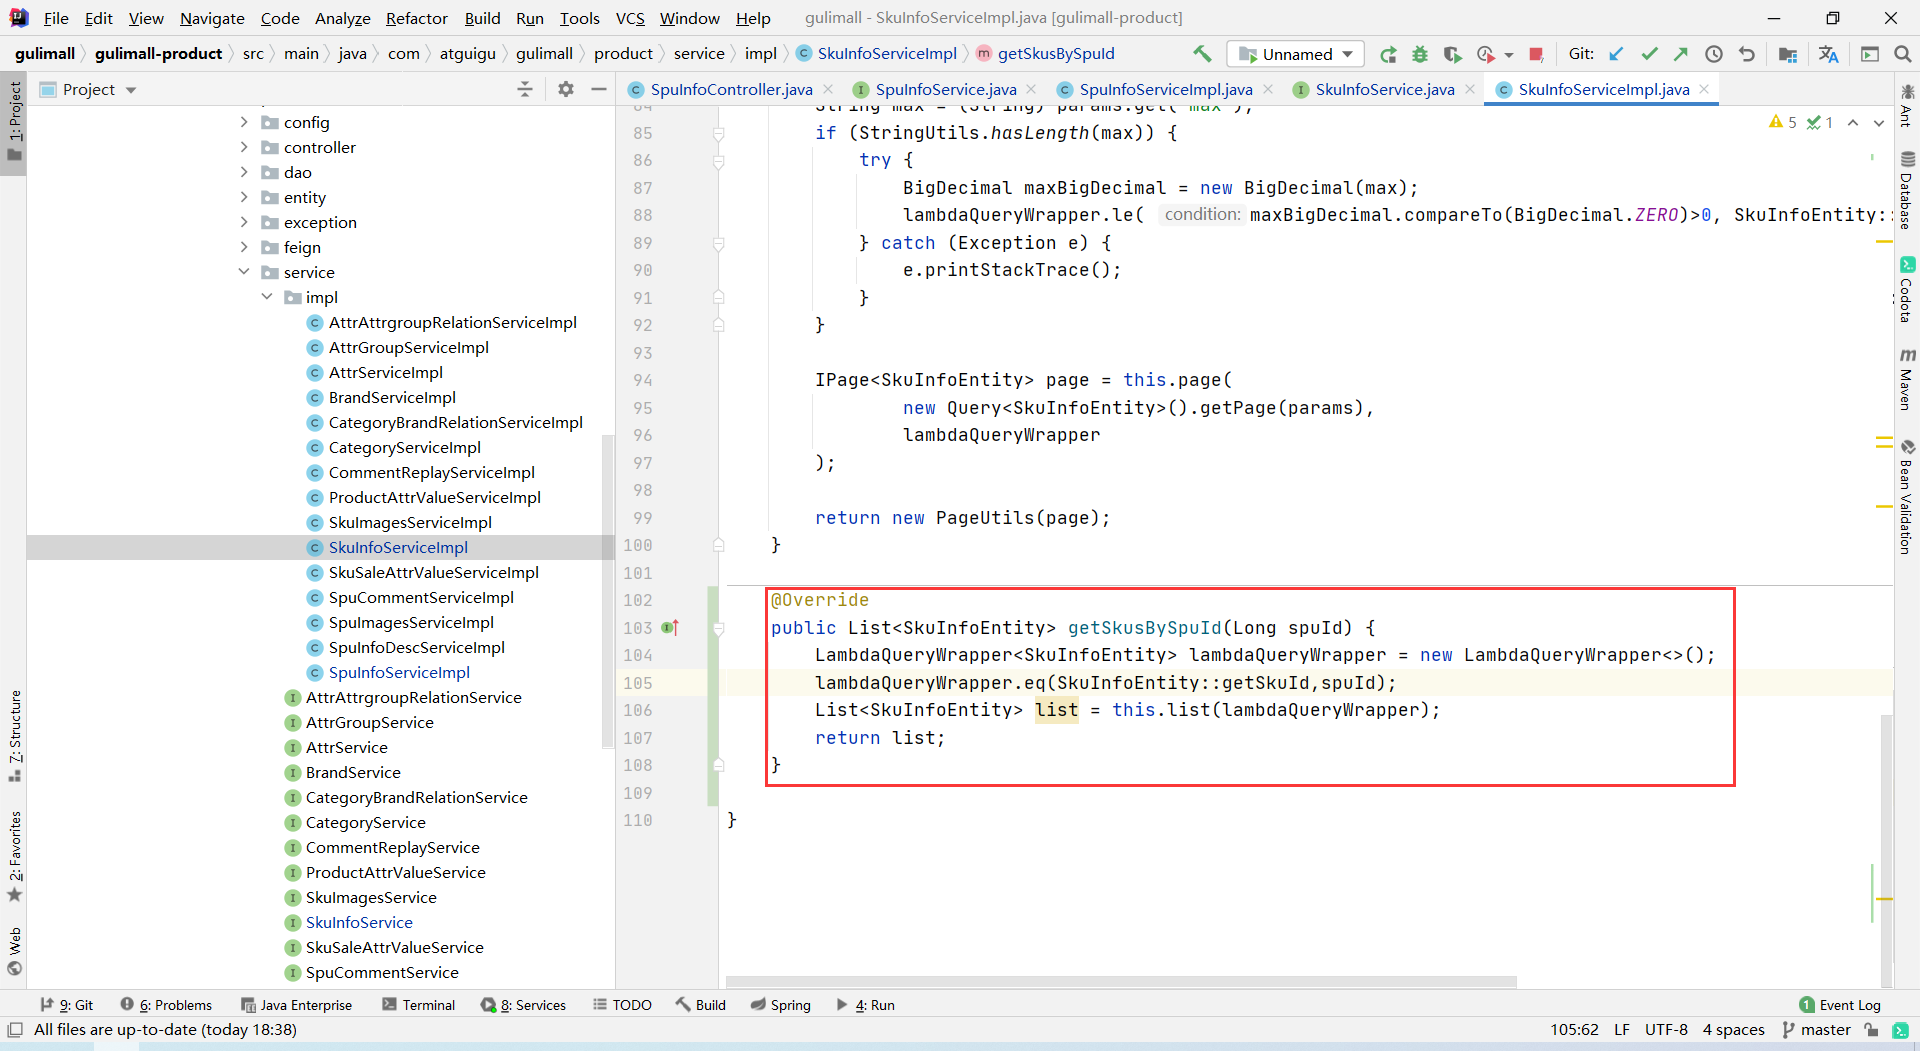 File Edit View Navigate Code Analyze Refactor Build Run Tools VCS Window Help gulimall - SkuInfoServiceImpl.java [gulimall-product]
gulimall gulimall-product src main java com atguigu gulimall product service impl SkuInfoServiceImpl getSkusBySpuId Unnamed Git:
Project
SpuInfoController.java SpuInfoService.java SpuInfoServiceImpl.java SkuInfoService.java SkuInfoServiceImpl.java
1: Project
7: Structure
2: Favorites
Web
config
controller
dao
entity
exception
feign
service
impl
AttrAttrgroupRelationServiceImpl
AttrGroupServiceImpl
AttrServiceImpl
BrandServiceImpl
CategoryBrandRelationServiceImpl
CategoryServiceImpl
CommentReplayServiceImpl
ProductAttrValueServiceImpl
SkuImagesServiceImpl
SkuInfoServiceImpl
SkuSaleAttrValueServiceImpl
SpuCommentServiceImpl
SpuImagesServiceImpl
SpuInfoDescServiceImpl
SpuInfoServiceImpl
AttrAttrgroupRelationService
AttrGroupService
AttrService
BrandService
CategoryBrandRelationService
CategoryService
CommentReplayService
ProductAttrValueService
SkuImagesService
SkuInfoService
SkuSaleAttrValueService
SpuCommentService
84 String max = (String) params.get("max");
85 if (StringUtils.hasLength(max)) {
86 try {
87 BigDecimal maxBigDecimal = new BigDecimal(max);
88 lambdaQueryWrapper.le( condition: maxBigDecimal.compareTo(BigDecimal.ZERO)>0, SkuInfoEntity::
89 } catch (Exception e) {
90 e.printStackTrace();
91 }
92 }
93
94 IPage<SkuInfoEntity> page = this.page(
95 new Query<SkuInfoEntity>().getPage(params),
96 lambdaQueryWrapper
97 );
98
99 return new PageUtils(page);
100 }
101
102 @Override
103 public List<SkuInfoEntity> getSkusBySpuId(Long spuId) {
104 LambdaQueryWrapper<SkuInfoEntity> lambdaQueryWrapper = new LambdaQueryWrapper<>();
105 lambdaQueryWrapper.eq(SkuInfoEntity::getSkuId,spuId);
106 List<SkuInfoEntity> list = this.list(lambdaQueryWrapper);
107 return list;
108 }
109
110 }
5 1
Ant
Database
Codota
Maven
Bean Validation
9: Git 6: Problems Java Enterprise Terminal 8: Services TODO Build Spring 4: Run 1 Event Log
All files are up-to-date (today 18:38) 105:62 LF UTF-8 4 spaces master